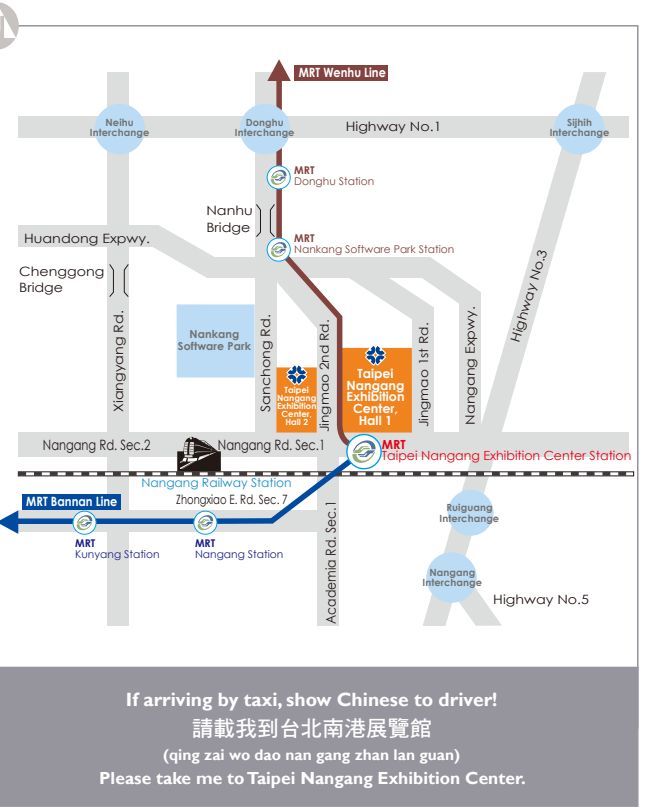 MRT Wenhu Line
Neihu
Interchange
Donghu
Interchange
Highway No.1
Sijhih
Interchange
MRT
Donghu Station
Nanhu
Bridge
MRT
Nankang Software Park Station
Huandong Expwy.
Chenggong
Bridge
Highway No.3
Xiangyang Rd.
Nankang
Software Park
Sanchong Rd.
Taipei
Nangang
Exhibition
Center,
Hall 2
Jingmao 2nd Rd.
Taipei
Nangang
Exhibition
Center,
Hall 1
Jingmao 1st Rd.
Nangang Expwy.
Nangang Rd. Sec.2
Nangang Rd. Sec.1
MRT
Taipei Nangang Exhibition Center Station
Nangang Railway Station
MRT Bannan Line
Zhongxiao E. Rd. Sec. 7
MRT
Kunyang Station
MRT
Nangang Station
Academia Rd. Sec.1
Ruiguang
Interchange
Nangang
Interchange
Highway No.5
If arriving by taxi, show Chinese to driver!
請載我到台北南港展覽館
(qing zai wo dao nan gang zhan lan guan)
Please take me to Taipei Nangang Exhibition Center.